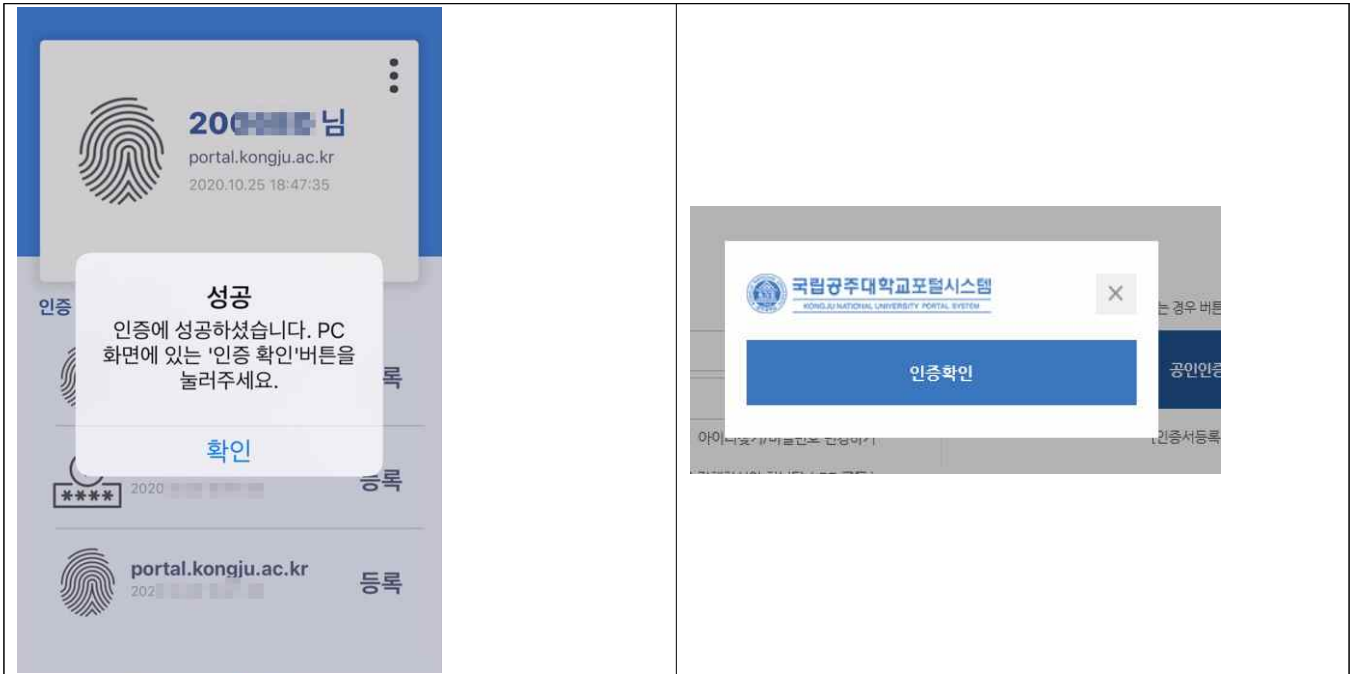 20 님
portal.kongju.ac.kr
2020.10.25 18:47:35
인증
성공
인증에 성공하셨습니다. PC
화면에 있는 '인증 확인'버튼을
눌러주세요.
록
확인
****
2020
등록
portal.kongju.ac.kr
202
등록
국립공주대학교포털시스템
KONGJU NATIONAL UNIVERSITY PORTAL SYSTEM
는 경우 버튼
인증확인
공인인증
[인증서등록